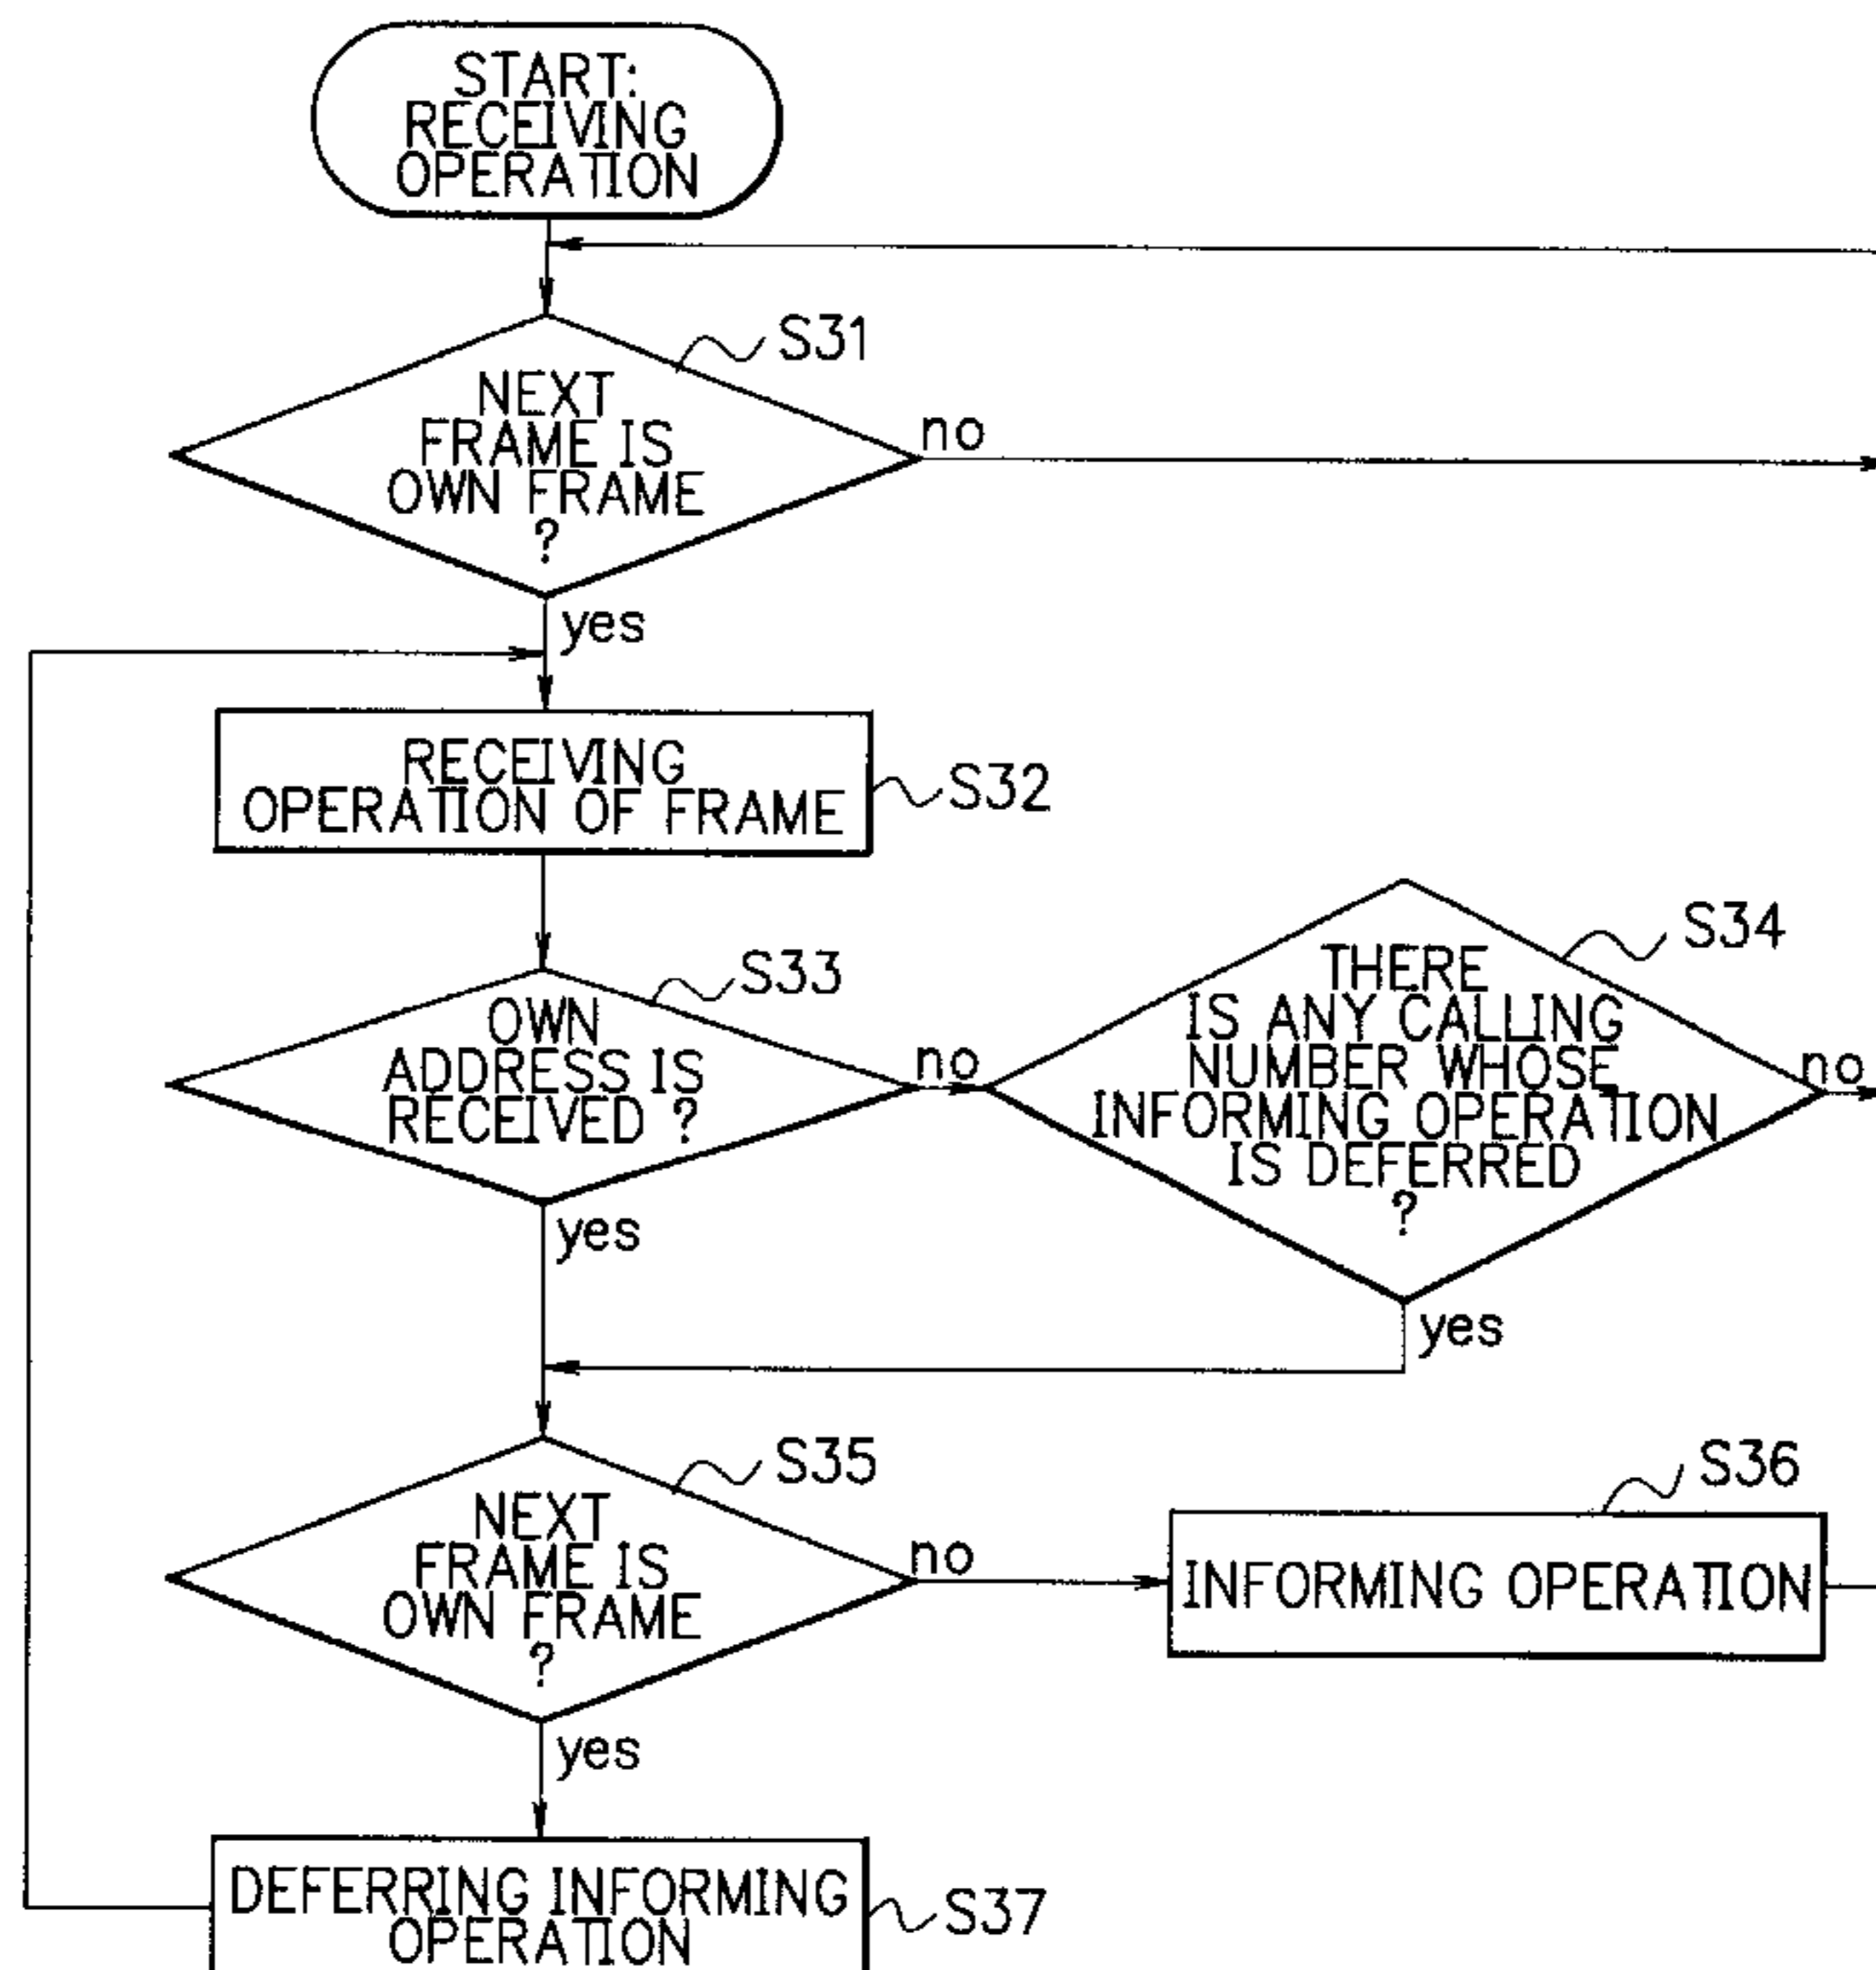 START:
RECEIVING
OPERATION
S31
NEXT
FRAME IS
OWN FRAME
?
no
yes
RECEIVING
OPERATION OF FRAME
S32
S33
OWN
ADDRESS IS
RECEIVED ?
no
yes
S34
THERE
IS ANY CALLING
NUMBER WHOSE
INFORMING OPERATION
IS DEFERRED
?
no
yes
S35
NEXT
FRAME IS
OWN FRAME
?
no
yes
S36
INFORMING OPERATION
DEFERRING INFORMING
OPERATION
S37